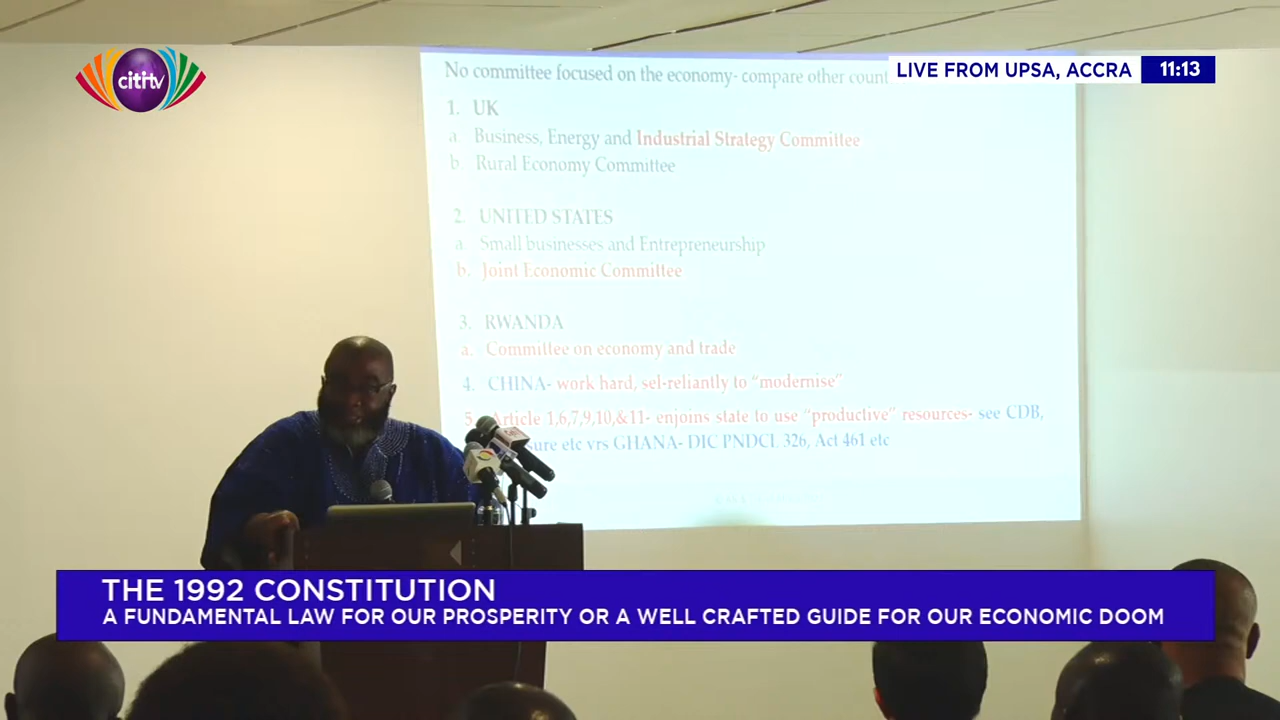 cititv
LIVE FROM UPSA, ACCRA 11:13
No committee focused on the economy- compare other count
1. UK
a. Business, Energy and Industrial Strategy Committee
b. Rural Economy Committee
2. UNITED STATES
a. Small businesses and Entrepreneurship
b. Joint Economic Committee
3. RWANDA
a. Committee on economy and trade
4. CHINA- work hard, sel-reliantly to “modernise”
5. Article 1,6,7,9,10,&11- enjoins state to use “productive” resources- see CDB,
sure etc vrs GHANA- DIC PNDCL 326, Act 461 etc
THE 1992 CONSTITUTION
A FUNDAMENTAL LAW FOR OUR PROSPERITY OR A WELL CRAFTED GUIDE FOR OUR ECONOMIC DOOM